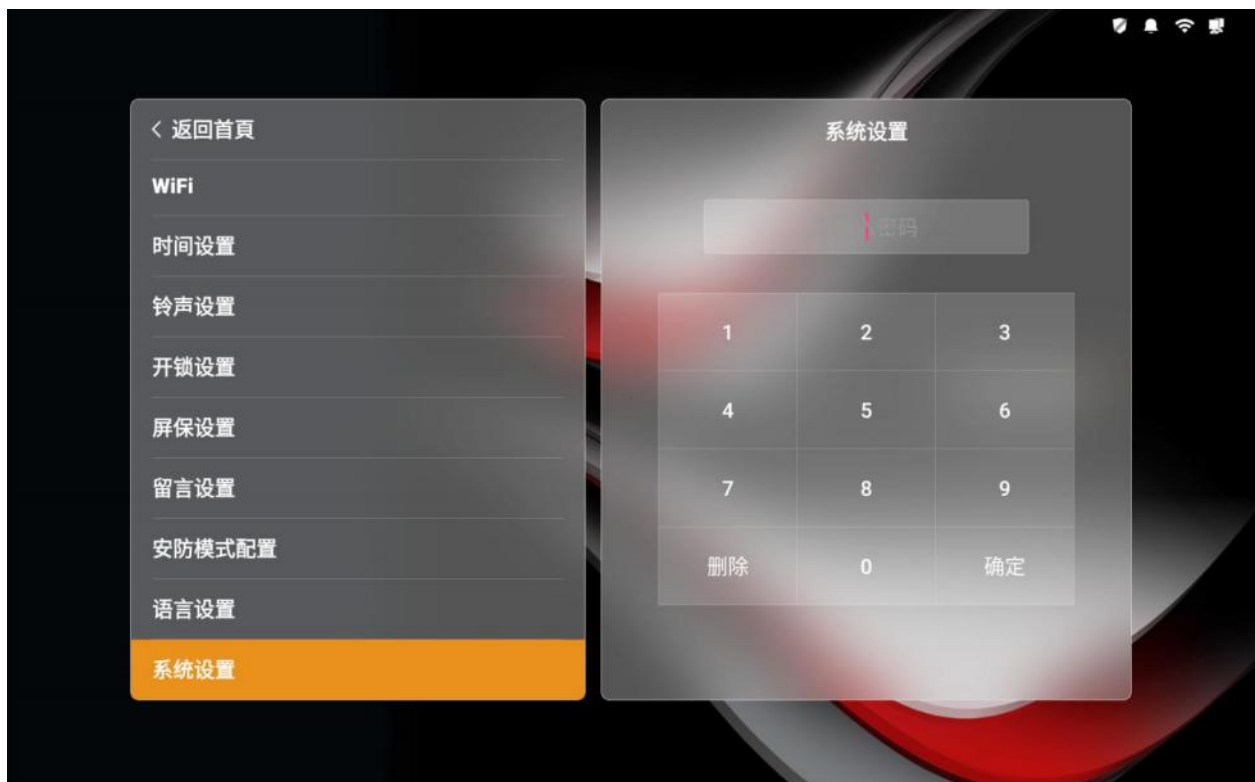 返回首頁
WiFi
时间设置
铃声设置
开锁设置
屏保设置
留言设置
安防模式配置
语言设置
系统设置
系统设置
密码
1 2 3
4 5 6
7 8 9
删除 0 确定